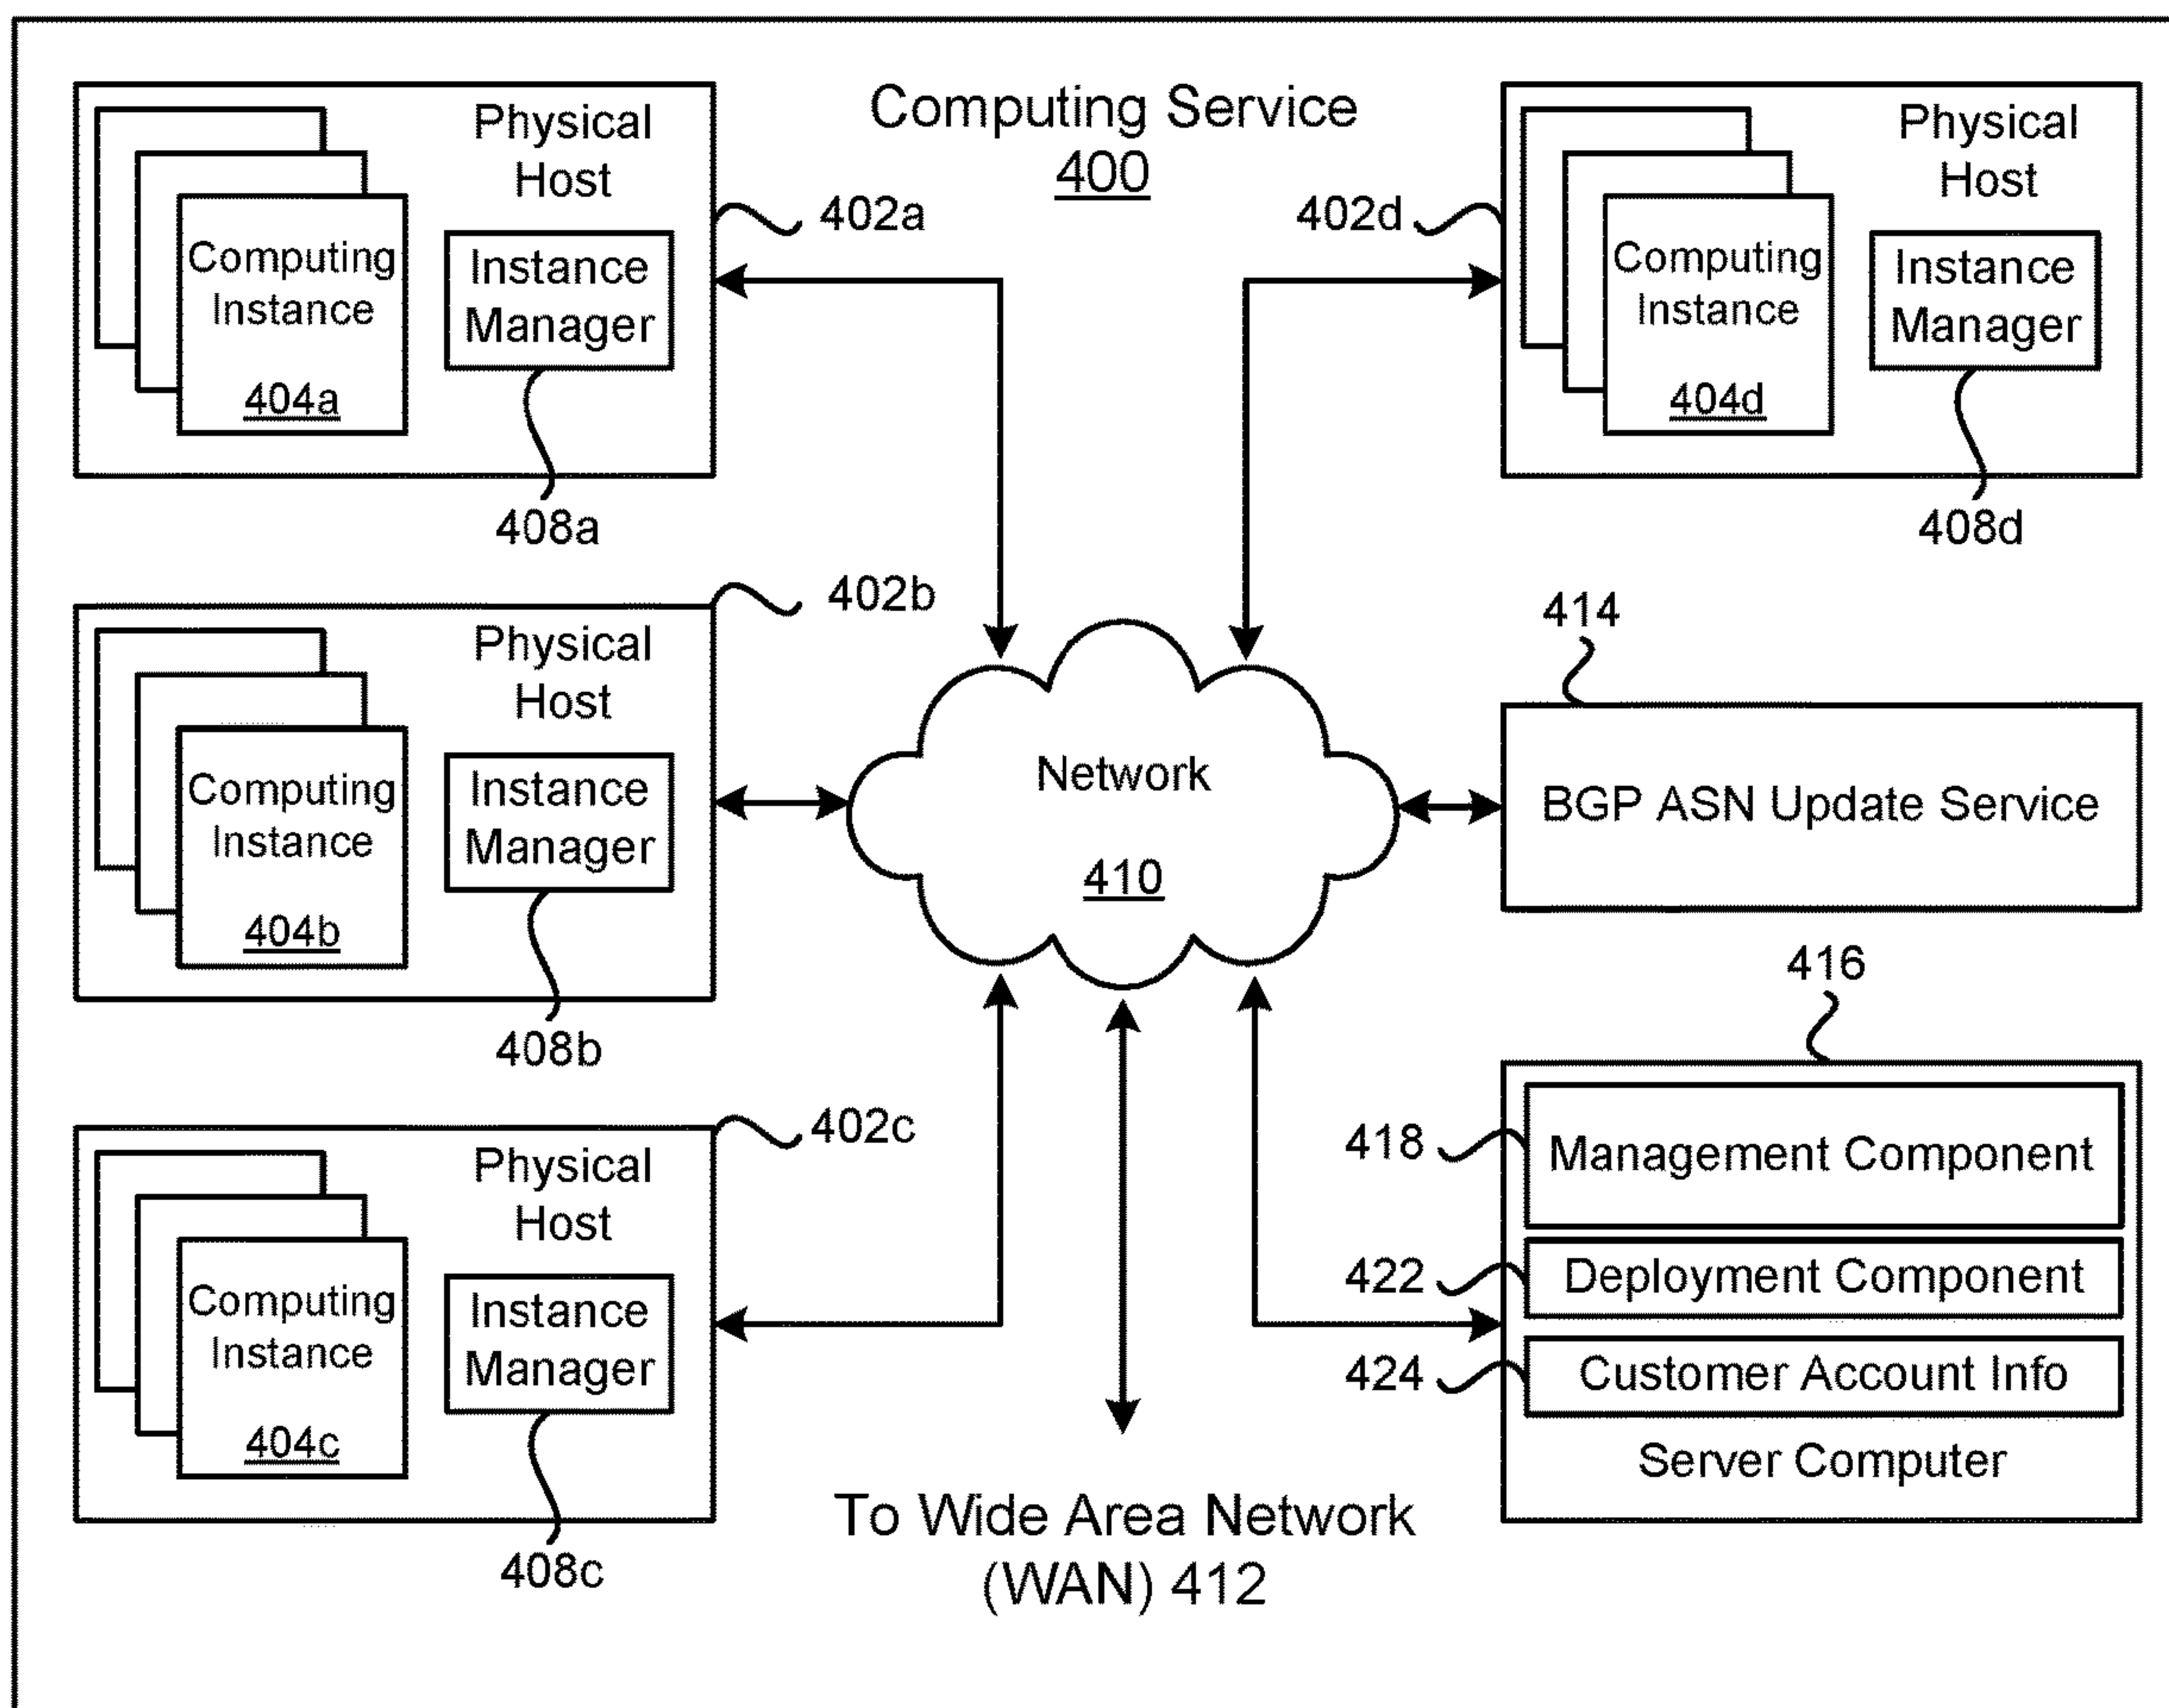 Computing Service
400
Physical
Host
402a
Computing
Instance
404a
Instance
Manager
408a
Physical
Host
402d
Computing
Instance
404d
Instance
Manager
408d
Physical
Host
402b
Computing
Instance
404b
Instance
Manager
408b
Network
410
414
BGP ASN Update Service
Physical
Host
402c
Computing
Instance
404c
Instance
Manager
408c
416
418
Management Component
422
Deployment Component
424
Customer Account Info
Server Computer
To Wide Area Network
(WAN) 412